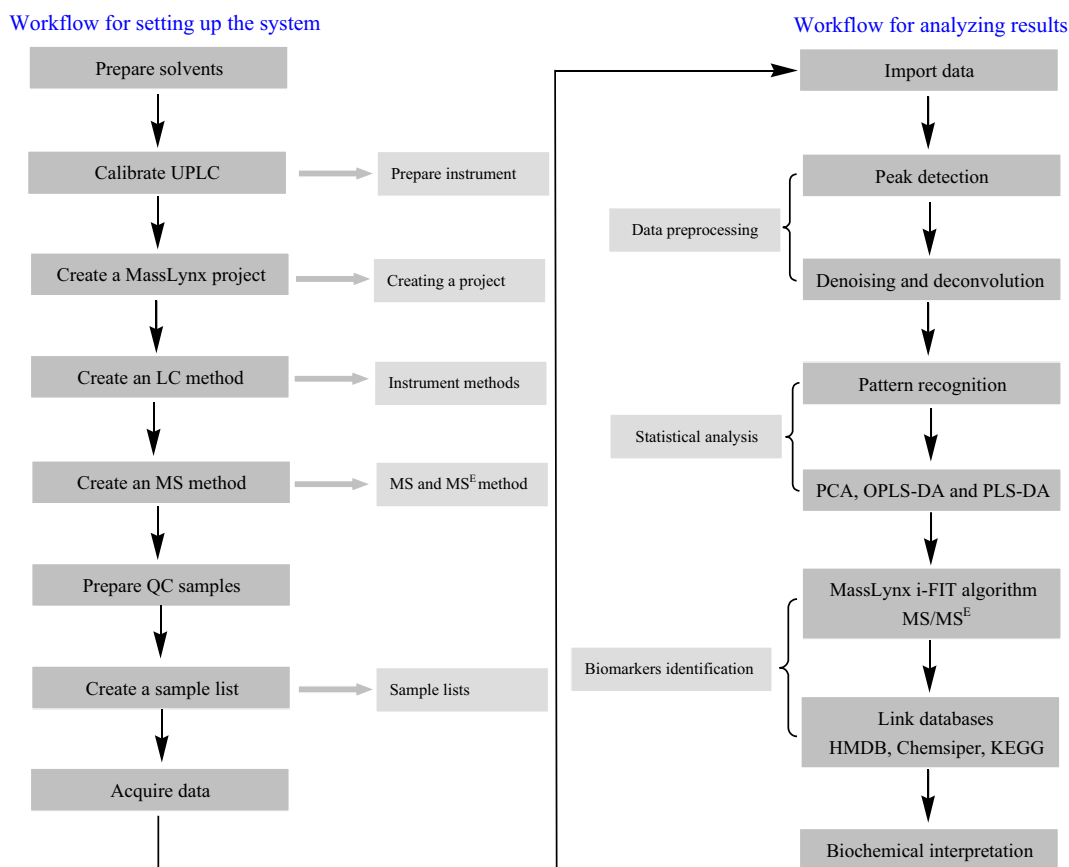 Workflow for setting up the system
Prepare solvents
Calibrate UPLC
Prepare instrument
Create a MassLynx project
Creating a project
Create an LC method
Instrument methods
Create an MS method
MS and MSᴱ method
Prepare QC samples
Create a sample list
Sample lists
Acquire data
Workflow for analyzing results
Import data
Peak detection
Data preprocessing
Denoising and deconvolution
Pattern recognition
Statistical analysis
PCA, OPLS-DA and PLS-DA
MassLynx i-FIT algorithm
MS/MSᴱ
Biomarkers identification
Link databases
HMDB, Chemsiper, KEGG
Biochemical interpretation